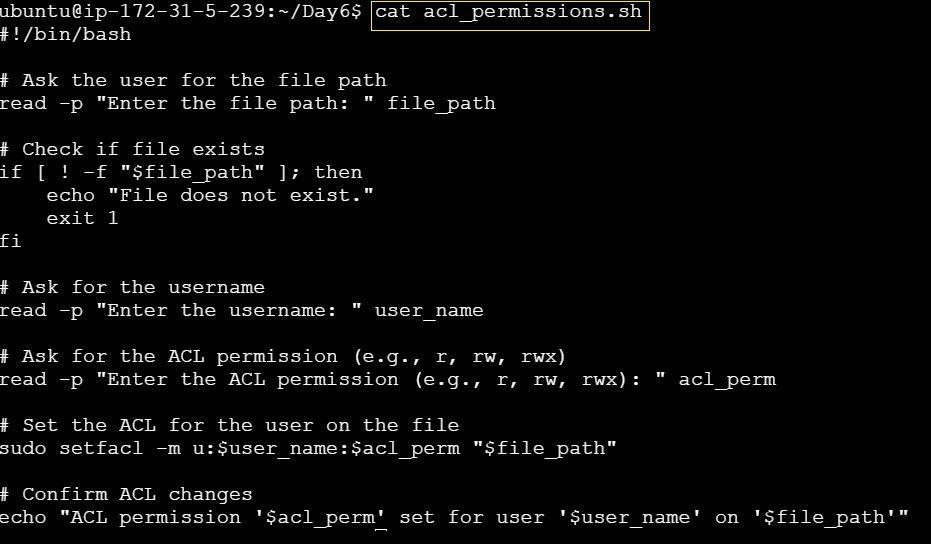 ubuntu@ip-172-31-5-239:~/Day6$ cat acl_permissions.sh
#!/bin/bash
# Ask the user for the file path
read -p "Enter the file path: " file_path
# Check if file exists
if [ ! -f "$file_path" ]; then
    echo "File does not exist."
    exit 1
fi
# Ask for the username
read -p "Enter the username: " user_name
# Ask for the ACL permission (e.g., r, rw, rwx)
read -p "Enter the ACL permission (e.g., r, rw, rwx): " acl_perm
# Set the ACL for the user on the file
sudo setfacl -m u:$user_name:$acl_perm "$file_path"
# Confirm ACL changes
echo "ACL permission '$acl_perm' set for user '$user_name' on '$file_path'"